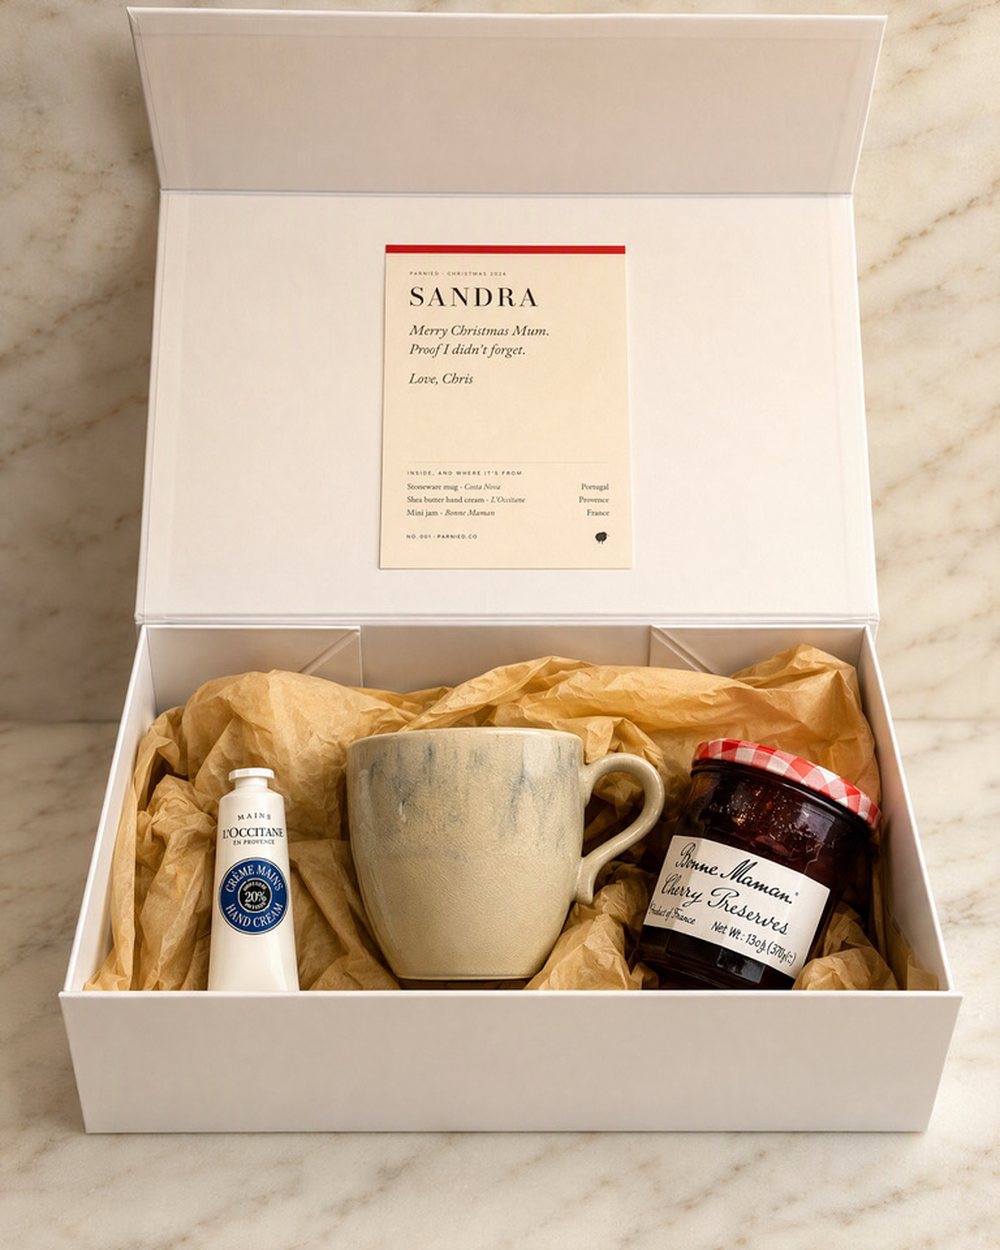 PARNIED · CHRISTMAS 2024
SANDRA
Merry Christmas Mum.
Proof I didn't forget.
Love, Chris
INSIDE, AND WHERE IT'S FROM
Stoneware mug · Costa Nova Portugal
Shea butter hand cream · L'Occitane Provence
Mini jam · Bonne Maman France
NO. 001 · PARNIED.CO
MAINS
L'OCCITANE
EN PROVENCE
CRÈME MAINS
20%
HAND CREAM
Bonne Maman®
Cherry Preserves
Product of France
Net Wt: 13oz (370g)